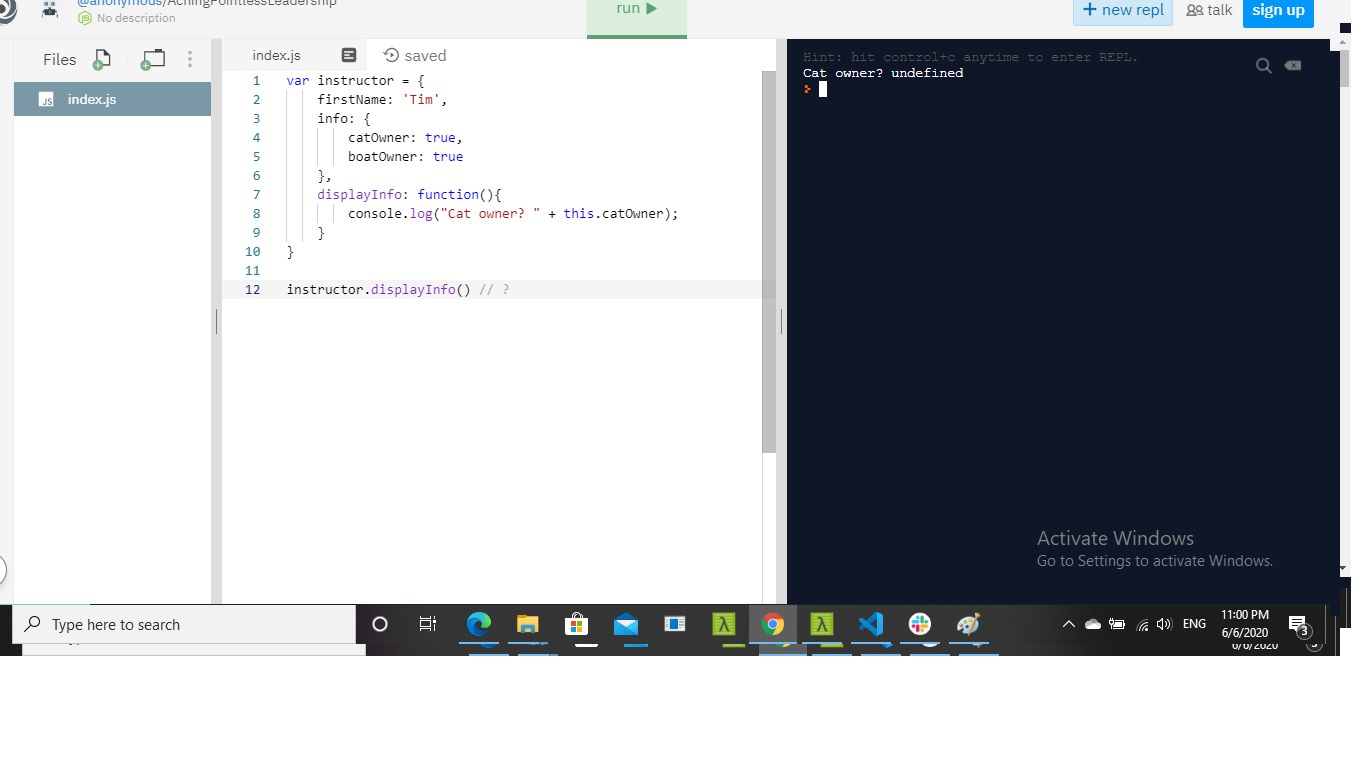 @anonymous/AchingPointlessLeadership
No description
run
+ new repl
talk
sign up
Files
index.js
index.js
saved
1 var instructor = {
2 firstName: 'Tim',
3 info: {
4 catOwner: true,
5 boatOwner: true
6 },
7 displayInfo: function(){
8 console.log("Cat owner? " + this.catOwner);
9 }
10 }
11
12 instructor.displayInfo() // ?
Hint: hit control+c anytime to enter REPL.
Cat owner? undefined
>
Activate Windows
Go to Settings to activate Windows.
Type here to search
ENG
11:00 PM
6/6/2020
3
6/6/2020